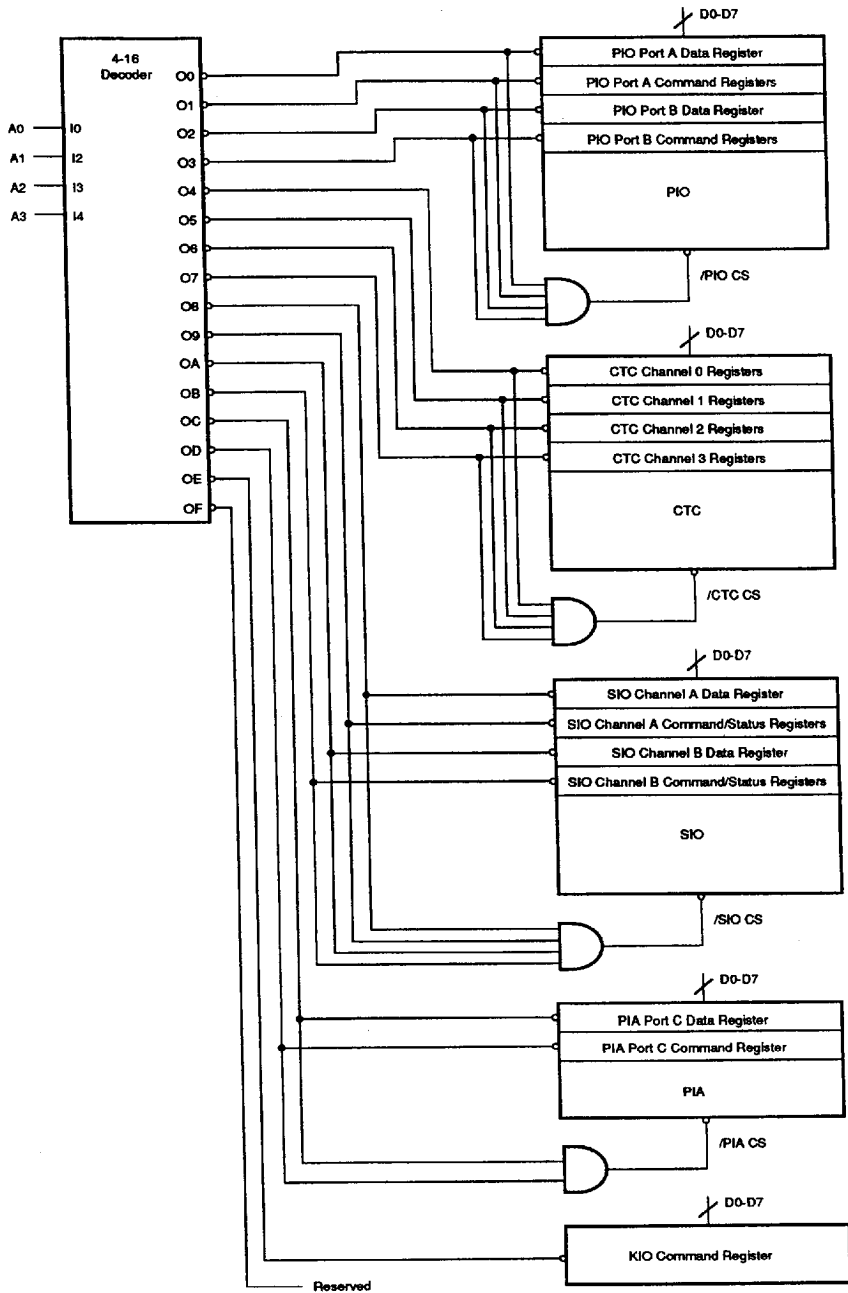 4-16
Decoder
A0
A1
A2
A3
I0
I2
I3
I4
O0
O1
O2
O3
O4
O5
O6
O7
O8
O9
OA
OB
OC
OD
OE
OF
D0-D7
PIO Port A Data Register
PIO Port A Command Registers
PIO Port B Data Register
PIO Port B Command Registers
PIO
/PIO CS
D0-D7
CTC Channel 0 Registers
CTC Channel 1 Registers
CTC Channel 2 Registers
CTC Channel 3 Registers
CTC
/CTC CS
D0-D7
SIO Channel A Data Register
SIO Channel A Command/Status Registers
SIO Channel B Data Register
SIO Channel B Command/Status Registers
SIO
/SIO CS
D0-D7
PIA Port C Data Register
PIA Port C Command Register
PIA
/PIA CS
D0-D7
KIO Command Register
Reserved